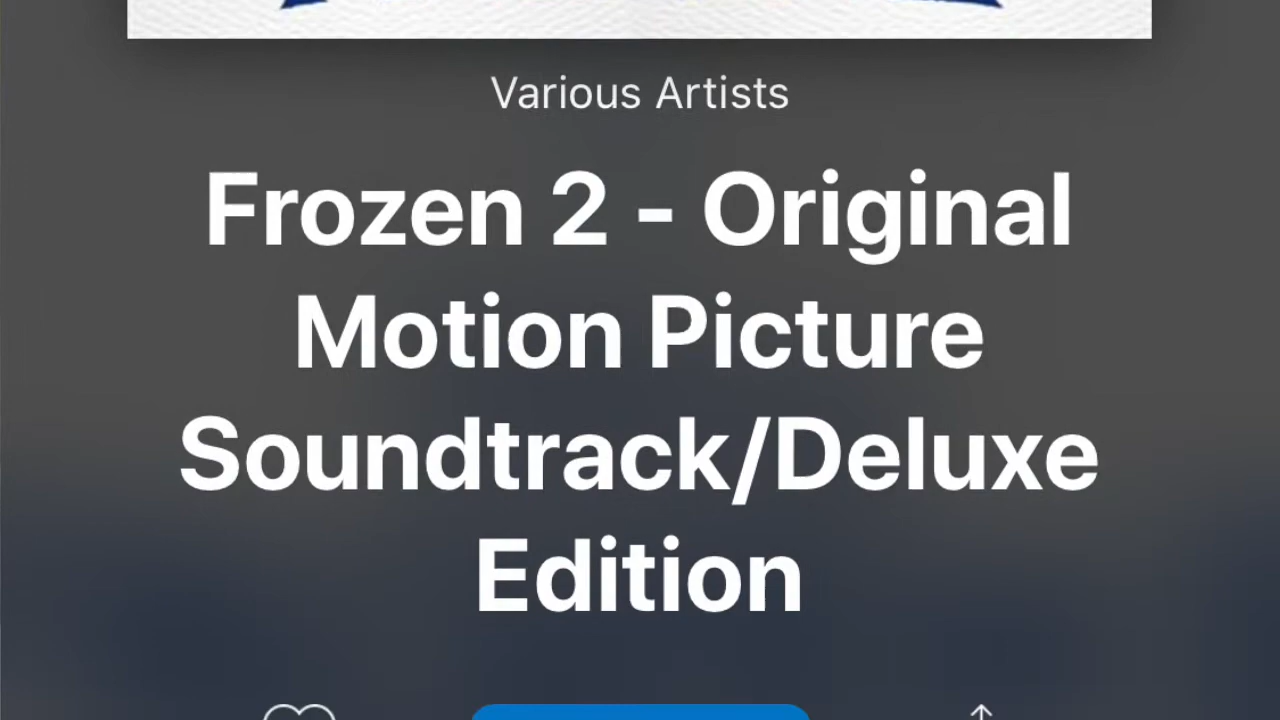 Various Artists
Frozen 2 - Original
Motion Picture
Soundtrack/Deluxe
Edition